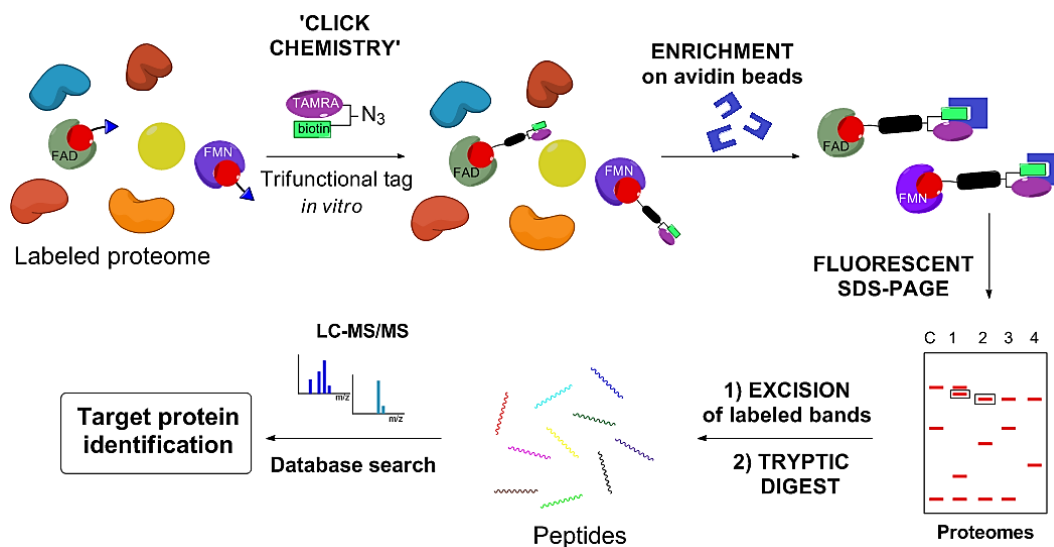 'CLICK
CHEMISTRY'
TAMRA
biotin
N3
Trifunctional tag
in vitro
FAD
FMN
Labeled proteome
FAD
FMN
ENRICHMENT
on avidin beads
FAD
FMN
FLUORESCENT
SDS-PAGE
C 1 2 3 4
Proteomes
1) EXCISION
of labeled bands
2) TRYPTIC
DIGEST
Peptides
LC-MS/MS
m/z
m/z
Database search
Target protein
identification